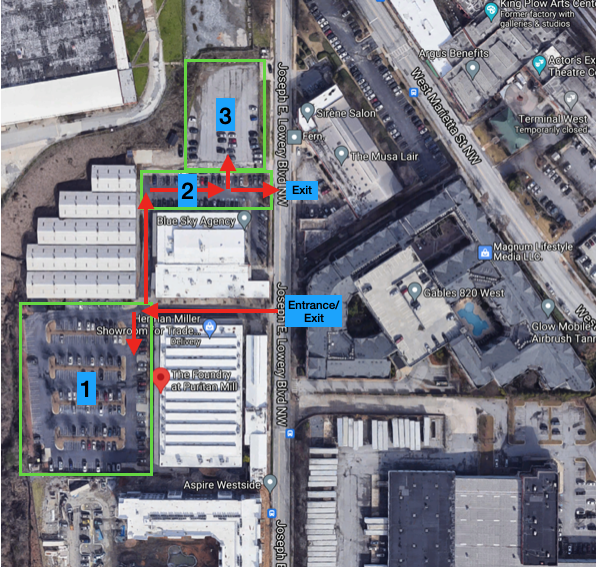 King Plow Arts Cente
Former factory with
galleries & studios
Argus Benefits
Actor's Ex
Theatre Co
West Marietta St NW
Terminal West
Temporarily closed
Joseph E. Lowery Blvd NW
3
Sirene Salon
Fern,
The Musa Lair
2
Exit
Blue Sky Agency
Magnum Lifestyle
Media LLC.
Gables 820 West
Joseph E. Lowery Blvd NW
Entrance/
Exit
Herman Miller
Showroom for Trade...
Delivery
Glow Mobile
Airbrush Tann
Wes
1
The Foundry
at Puritan Mill
Aspire Westside
Joseph E